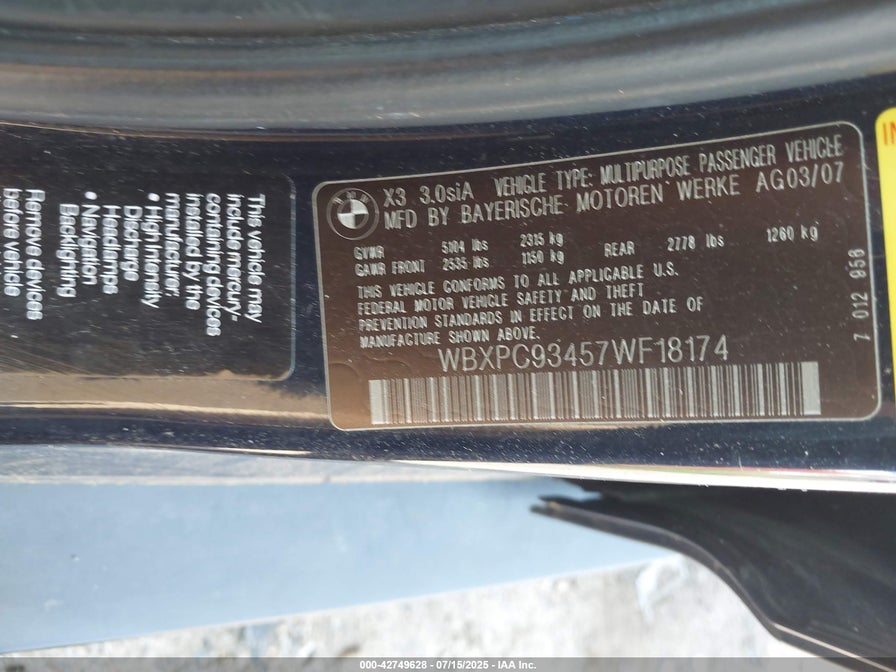 X3 3.0siA VEHICLE TYPE: MULTIPURPOSE PASSENGER VEHICLE
MFD BY BAYERISCHE MOTOREN WERKE AG03/07
GVWR 5104 lbs 2315 kg
GAWR FRONT 2535 lbs 1150 kg REAR 2778 lbs 1260 kg
THIS VEHICLE CONFORMS TO ALL APPLICABLE U.S.
FEDERAL MOTOR VEHICLE SAFETY AND THEFT
PREVENTION STANDARDS IN EFFECT ON THE DATE OF
MANUFACTURE SHOWN ABOVE.
WBXPC93457WF18174
7 012 958
This vehicle may
include mercury-
containing devices
installed by the
manufacturer:
• High Intensity
Discharge
Headlamps
• Navigation
Backlighting
Remove devices
before vehicle
000-42749628 - 07/15/2025 - IAA Inc.